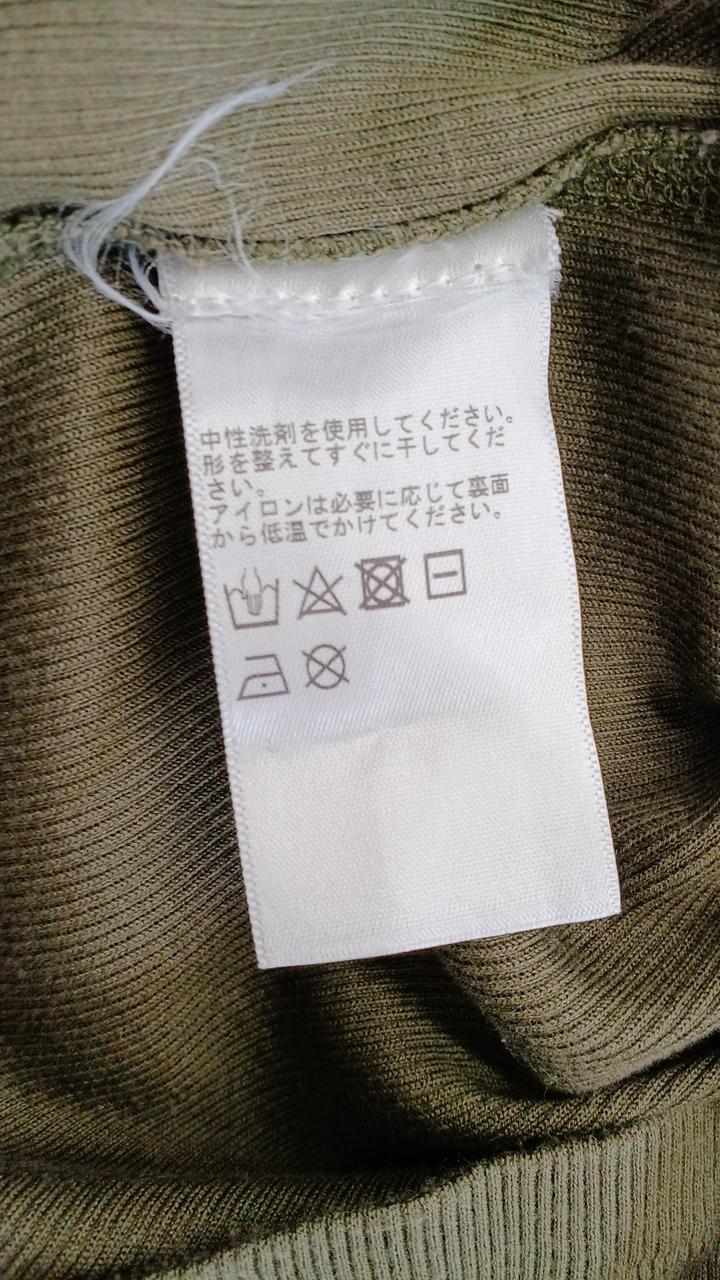 中性洗剤を使用してください。
形を整えてすぐに干してくだ
さい。
アイロンは必要に応じて裏面
から低温でかけてください。